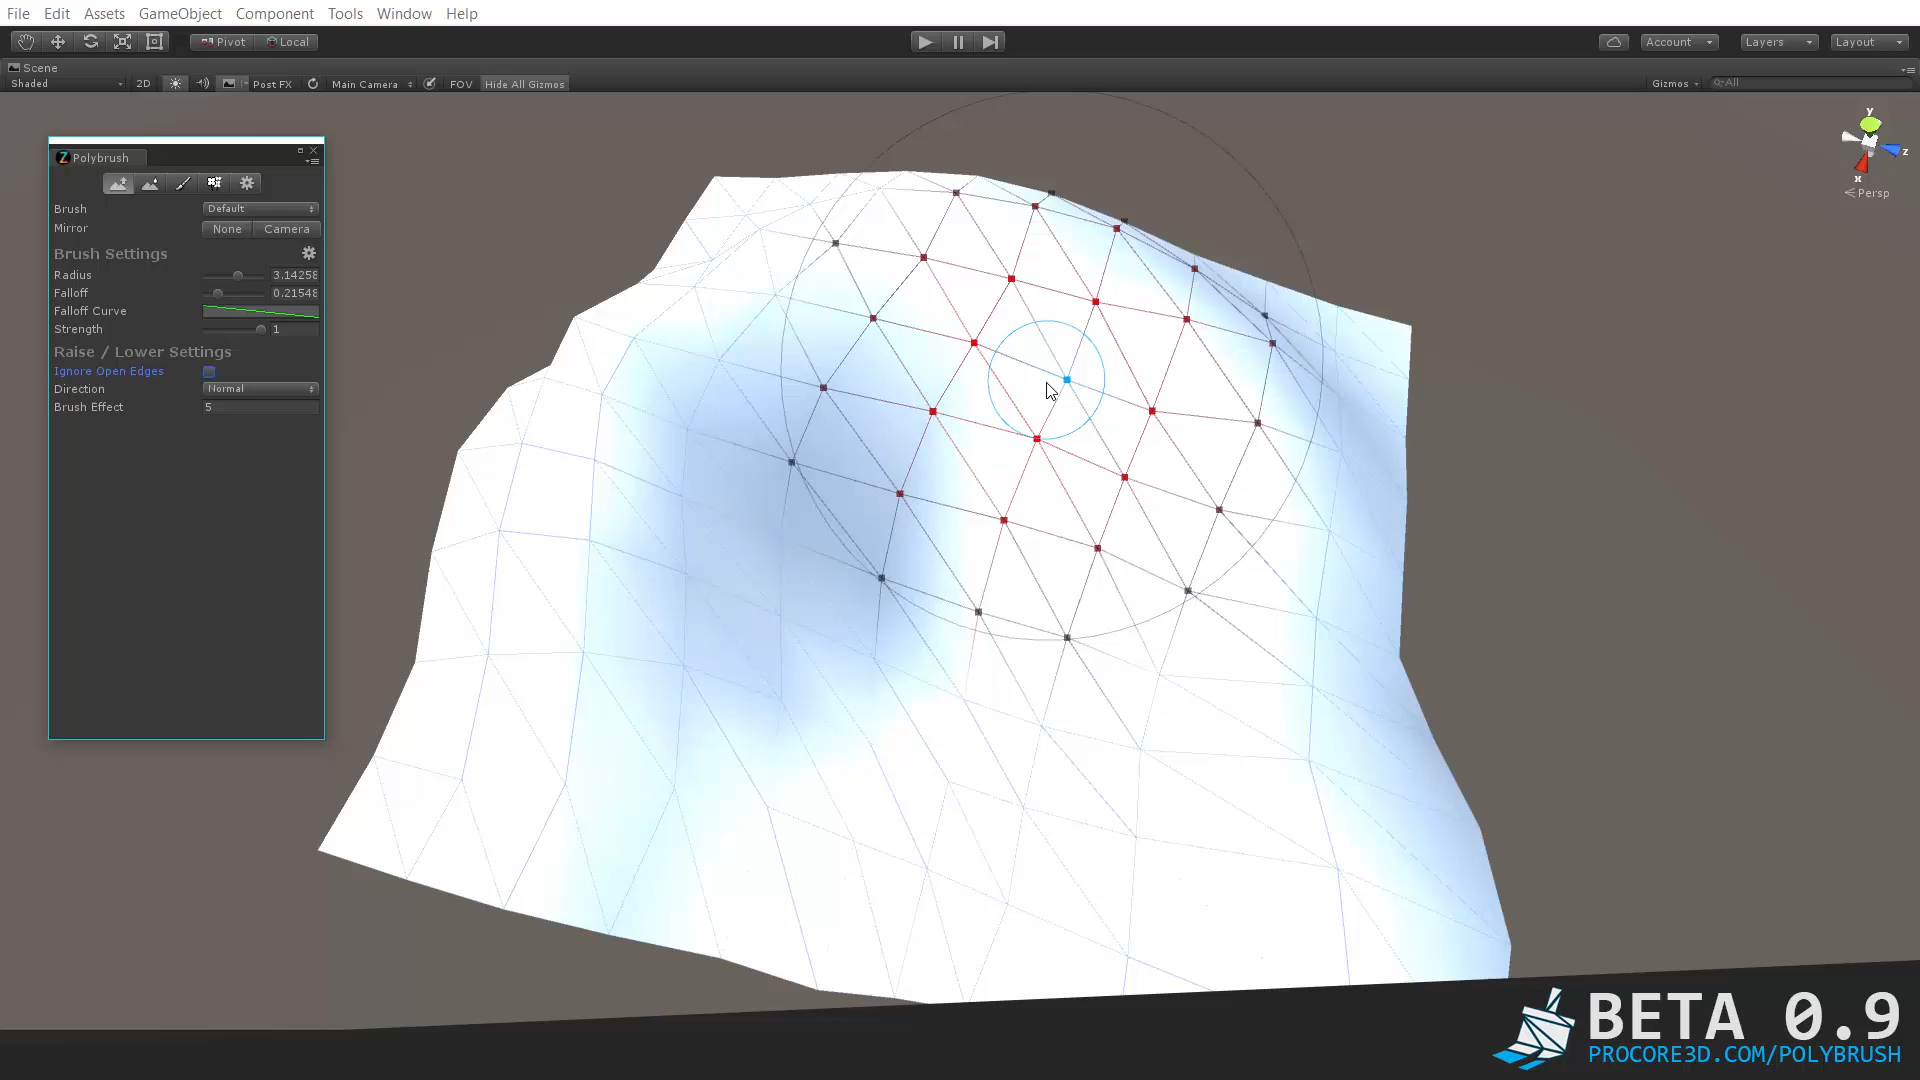 File Edit Assets GameObject Component Tools Window Help
Pivot Local Account Layers Layout
Scene
Shaded 2D Post FX Main Camera FOV Hide All Gizmos Gizmos All
y
z
x
Persp
Polybrush
Brush Default
Mirror None Camera
Brush Settings
Radius 3.14258
Falloff 0.21548
Falloff Curve
Strength 1
Raise / Lower Settings
Ignore Open Edges
Direction Normal
Brush Effect 5
BETA 0.9
PROCORE3D.COM/POLYBRUSH